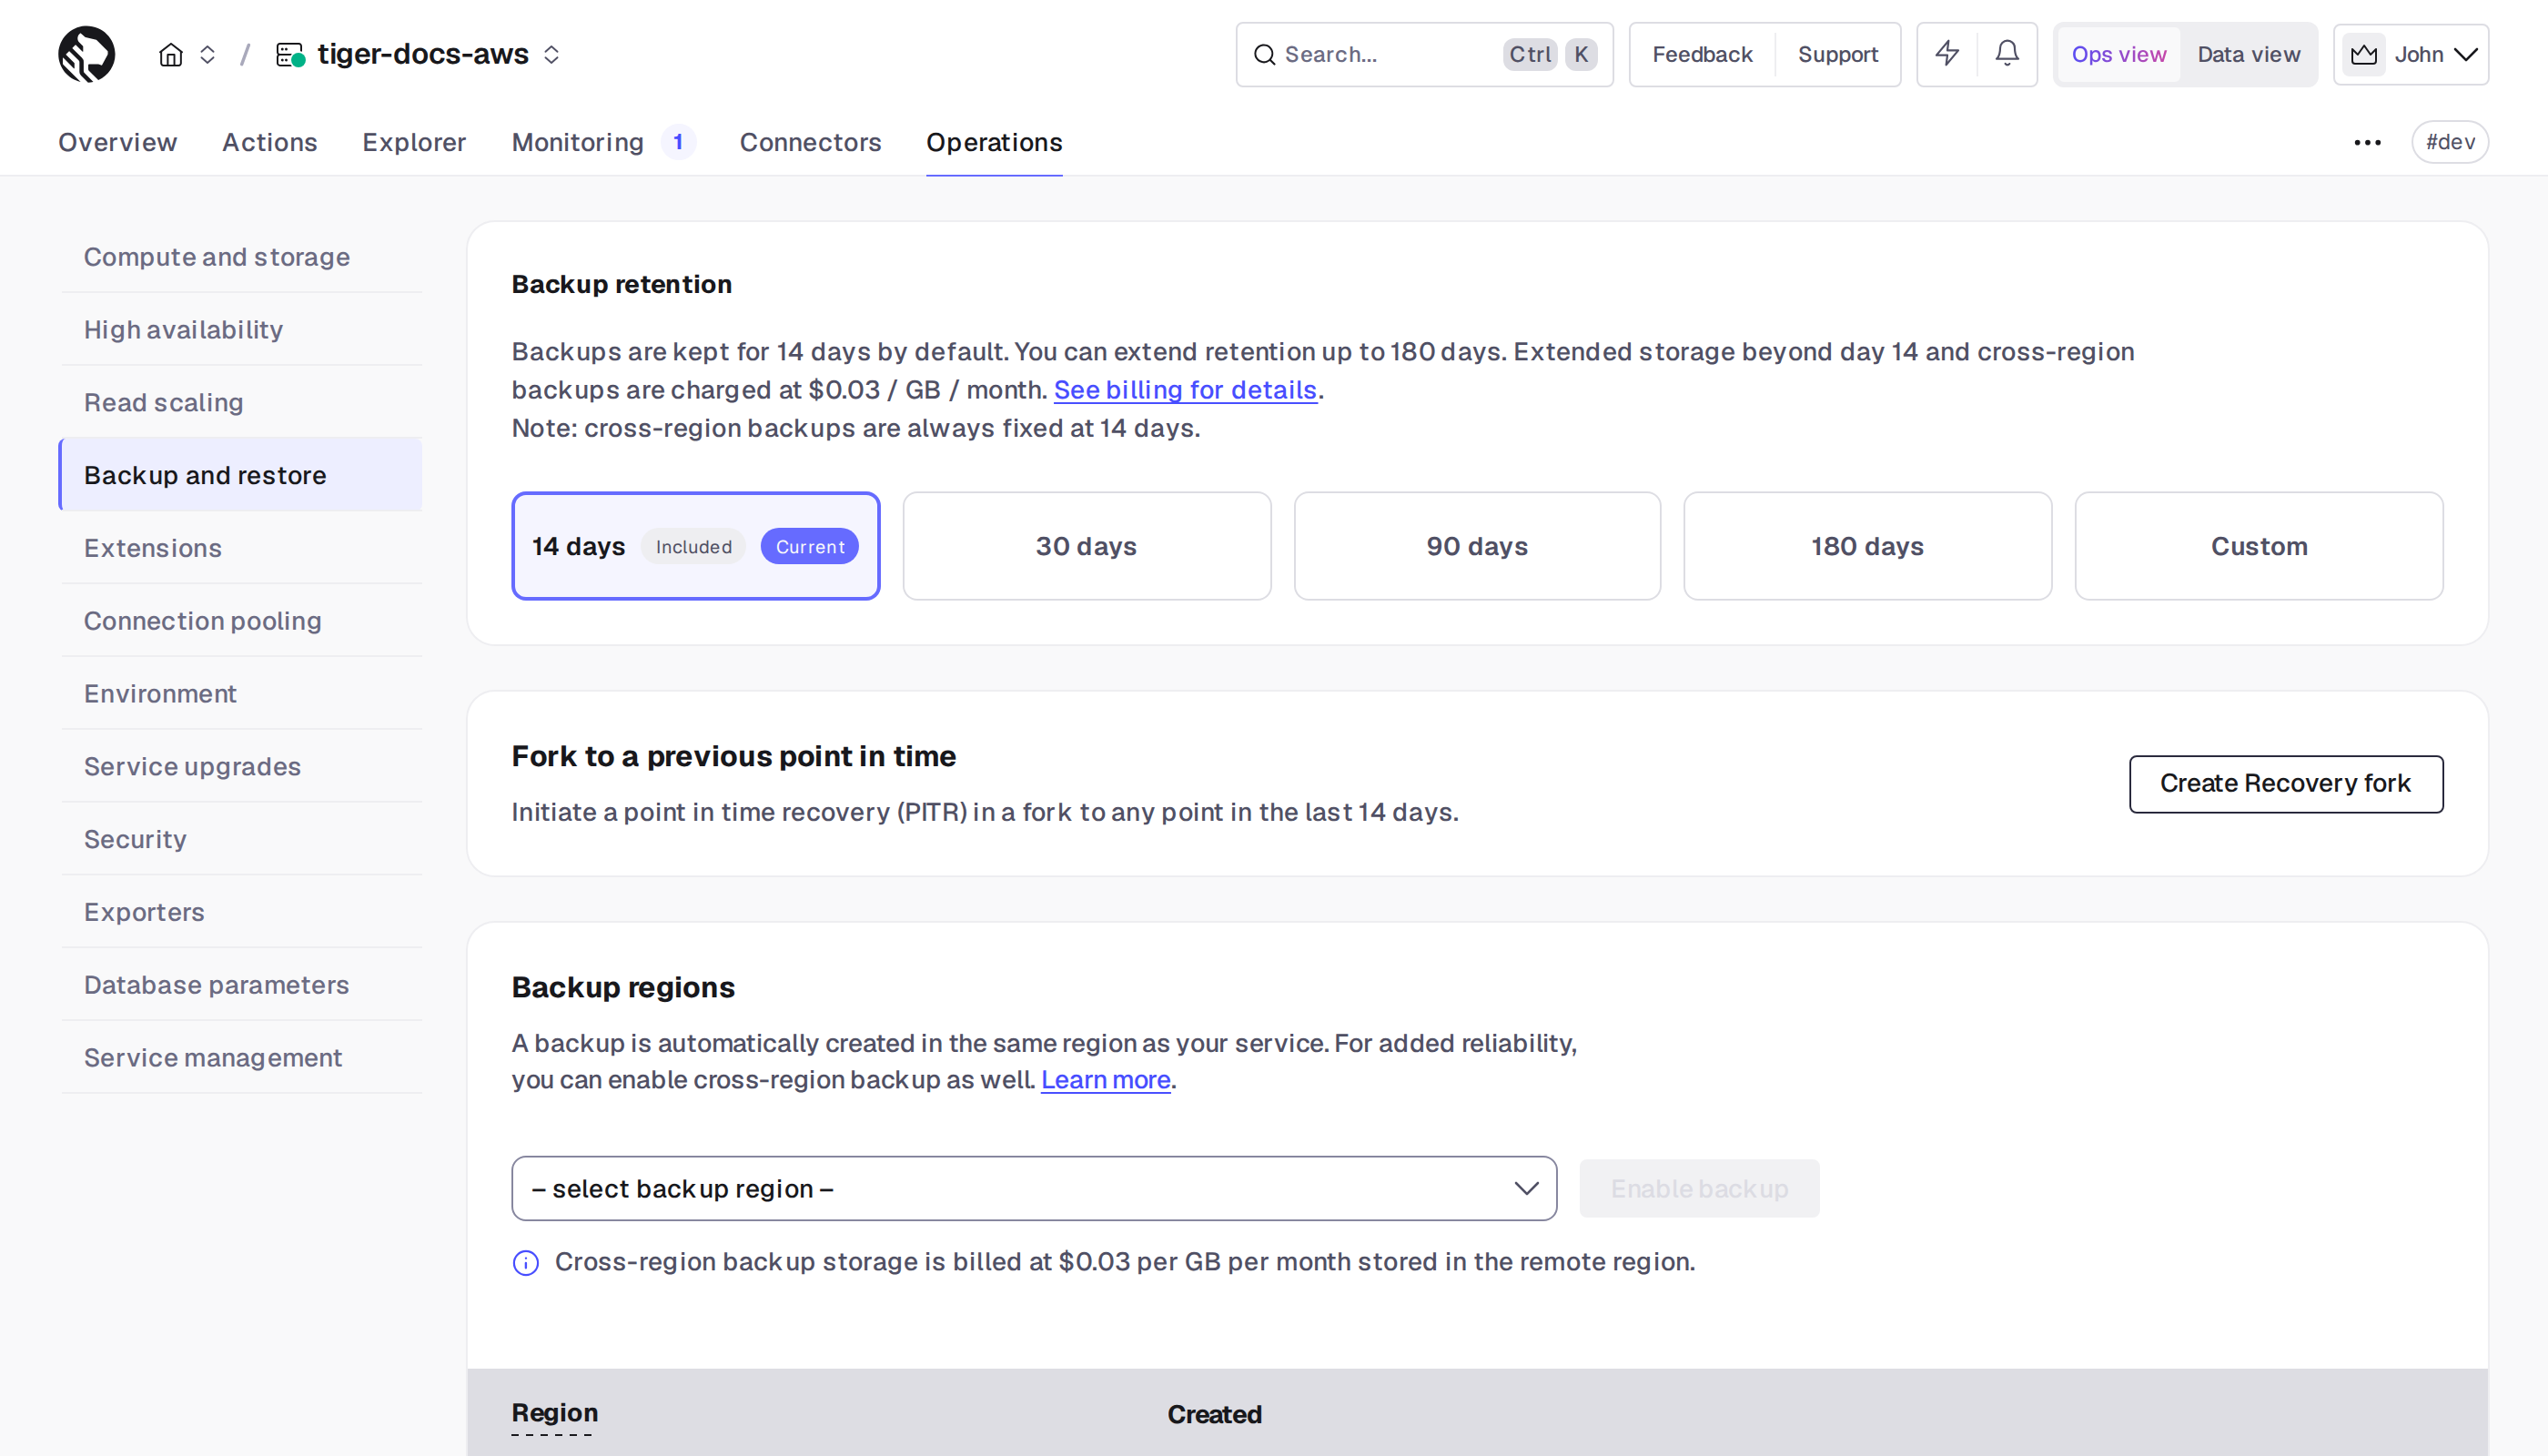 / tiger-docs-aws
Search... Ctrl K
Feedback Support
Ops view Data view
John
Overview Actions Explorer Monitoring 1 Connectors Operations
#dev
Compute and storage
High availability
Read scaling
Backup and restore
Extensions
Connection pooling
Environment
Service upgrades
Security
Exporters
Database parameters
Service management
Backup retention
Backups are kept for 14 days by default. You can extend retention up to 180 days. Extended storage beyond day 14 and cross-region
backups are charged at $0.03 / GB / month. See billing for details.
Note: cross-region backups are always fixed at 14 days.
14 days Included Current
30 days
90 days
180 days
Custom
Fork to a previous point in time
Initiate a point in time recovery (PITR) in a fork to any point in the last 14 days.
Create Recovery fork
Backup regions
A backup is automatically created in the same region as your service. For added reliability,
you can enable cross-region backup as well. Learn more.
– select backup region –
Enable backup
Cross-region backup storage is billed at $0.03 per GB per month stored in the remote region.
Region Created